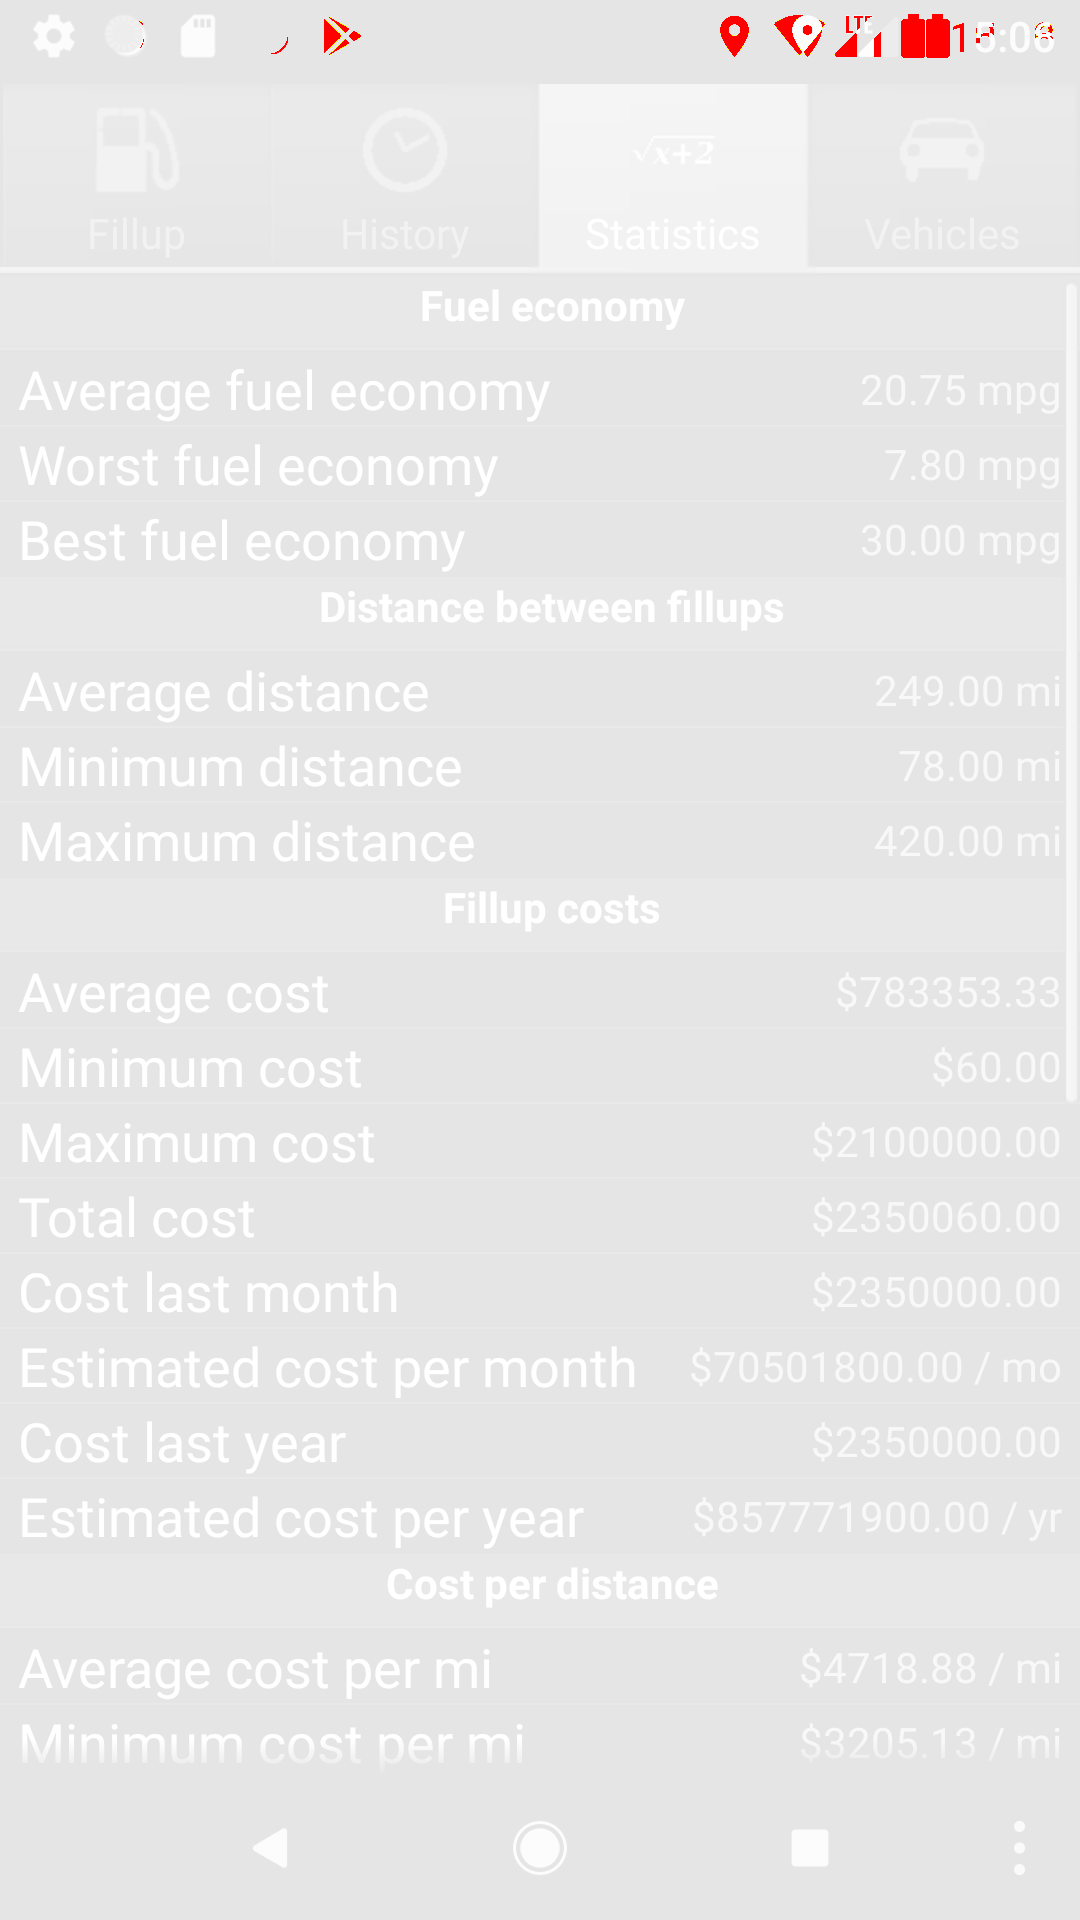 LTE
Fillup
History
√x+2
Statistics
Vehicles
Fuel economy
Average fuel economy 20.75 mpg
Worst fuel economy 7.80 mpg
Best fuel economy 30.00 mpg
Distance between fillups
Average distance 249.00 mi
Minimum distance 78.00 mi
Maximum distance 420.00 mi
Fillup costs
Average cost $783353.33
Minimum cost $60.00
Maximum cost $2100000.00
Total cost $2350060.00
Cost last month $2350000.00
Estimated cost per month $70501800.00 / mo
Cost last year $2350000.00
Estimated cost per year $857771900.00 / yr
Cost per distance
Average cost per mi $4718.88 / mi
Minimum cost per mi $3205.13 / mi